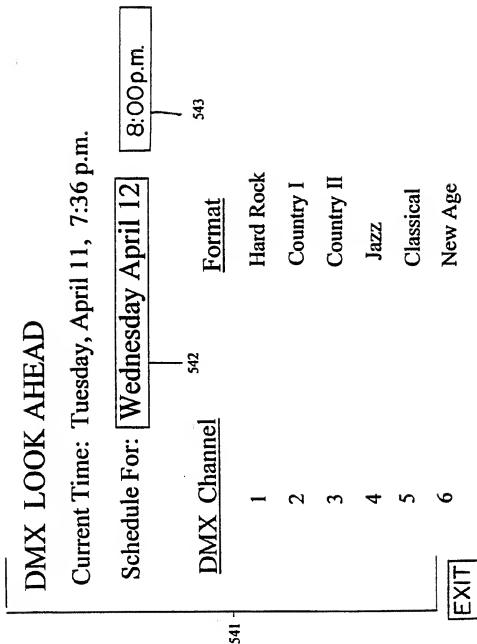 DMX LOOK AHEAD
Current Time: Tuesday, April 11, 7:36 p.m.
Schedule For: Wednesday April 12 8:00p.m.
542
543
DMX Channel Format
1 Hard Rock
2 Country I
3 Country II
4 Jazz
5 Classical
6 New Age
541
EXIT